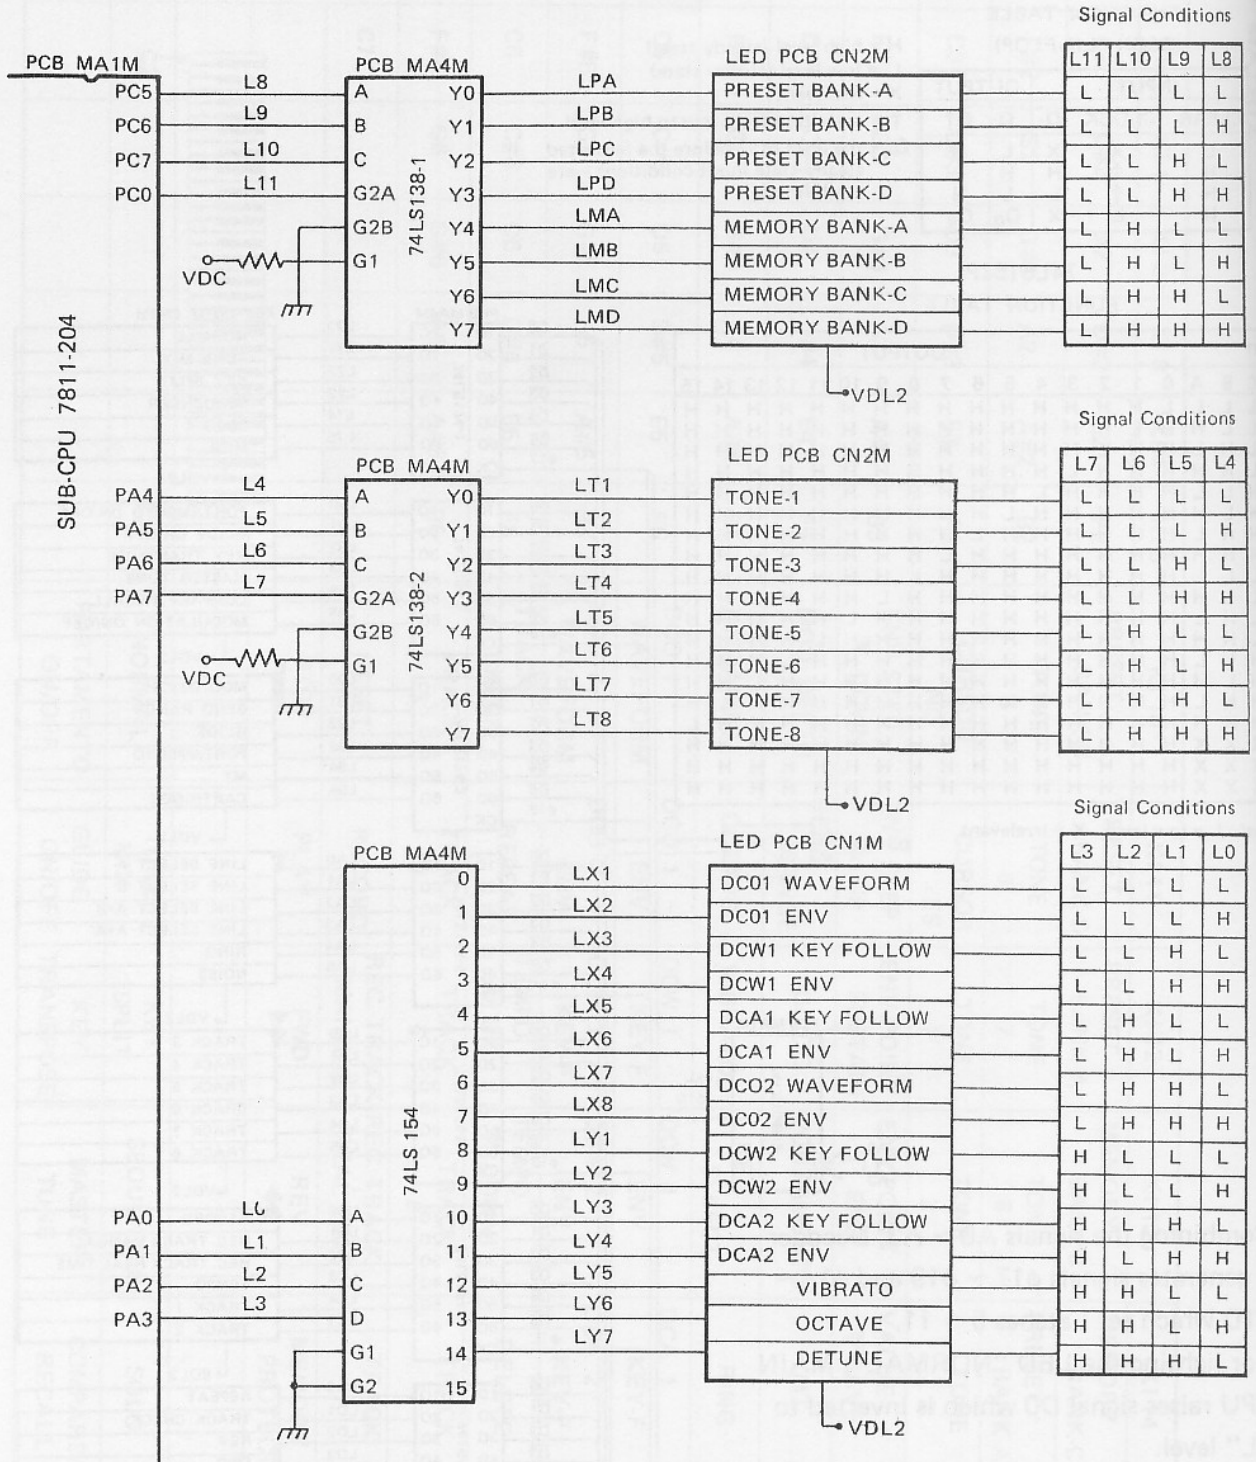 Signal Conditions
PCB MA1M
PCB MA4M
LED PCB CN2M
L11 L10 L9 L8
PC5 L8 A Y0 LPA PRESET BANK-A L L L L
PC6 L9 B Y1 LPB PRESET BANK-B L L L H
PC7 L10 C Y2 LPC PRESET BANK-C L L H L
PC0 L11 G2A Y3 LPD PRESET BANK-D L L H H
G2B Y4 LMA MEMORY BANK-A L H L L
VDC G1 Y5 LMB MEMORY BANK-B L H L H
Y6 LMC MEMORY BANK-C L H H L
Y7 LMD MEMORY BANK-D L H H H
74LS138-1
VDL2
SUB-CPU 7811-204
Signal Conditions
PCB MA4M
LED PCB CN2M
L7 L6 L5 L4
PA4 L4 A Y0 LT1 TONE-1 L L L L
PA5 L5 B Y1 LT2 TONE-2 L L L H
PA6 L6 C Y2 LT3 TONE-3 L L H L
PA7 L7 G2A Y3 LT4 TONE-4 L L H H
G2B Y4 LT5 TONE-5 L H L L
VDC G1 Y5 LT6 TONE-6 L H L H
Y6 LT7 TONE-7 L H H L
Y7 LT8 TONE-8 L H H H
74LS138-2
VDL2
Signal Conditions
PCB MA4M
LED PCB CN1M
L3 L2 L1 L0
0 LX1 DC01 WAVEFORM L L L L
1 LX2 DC01 ENV L L L H
2 LX3 DCW1 KEY FOLLOW L L H L
3 LX4 DCW1 ENV L L H H
4 LX5 DCA1 KEY FOLLOW L H L L
5 LX6 DCA1 ENV L H L H
6 LX7 DCO2 WAVEFORM L H H L
7 LX8 DC02 ENV L H H H
8 LY1 DCW2 KEY FOLLOW H L L L
9 LY2 DCW2 ENV H L L H
PA0 L0 A 10 LY3 DCA2 KEY FOLLOW H L H L
PA1 L1 B 11 LY4 DCA2 ENV H L H H
PA2 L2 C 12 LY5 VIBRATO H H L L
PA3 L3 D 13 LY6 OCTAVE H H L H
G1 14 LY7 DETUNE H H H L
G2 15
74LS154
VDL2